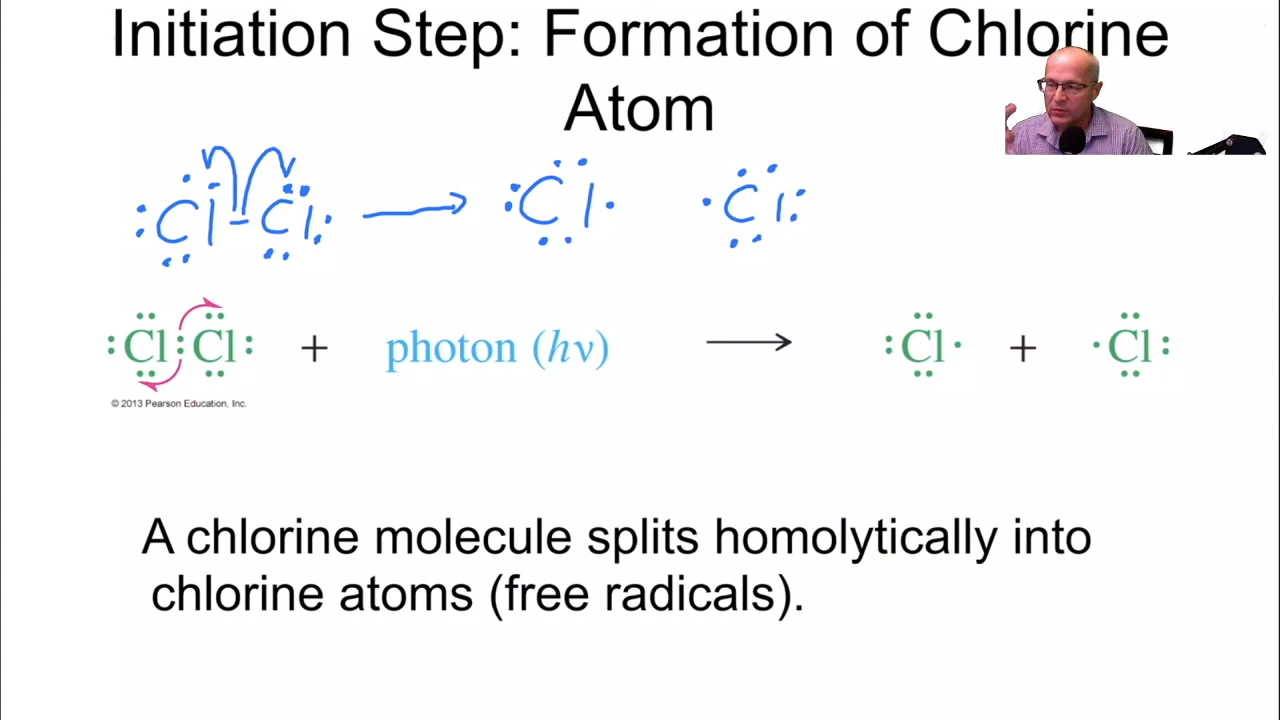 Initiation Step: Formation of Chlorine
Atom
:Cl–Cl: → :Cl· ·Cl:
:Cl:Cl: + photon (hν) → :Cl· + ·Cl:
© 2013 Pearson Education, Inc.
A chlorine molecule splits homolytically into
chlorine atoms (free radicals).